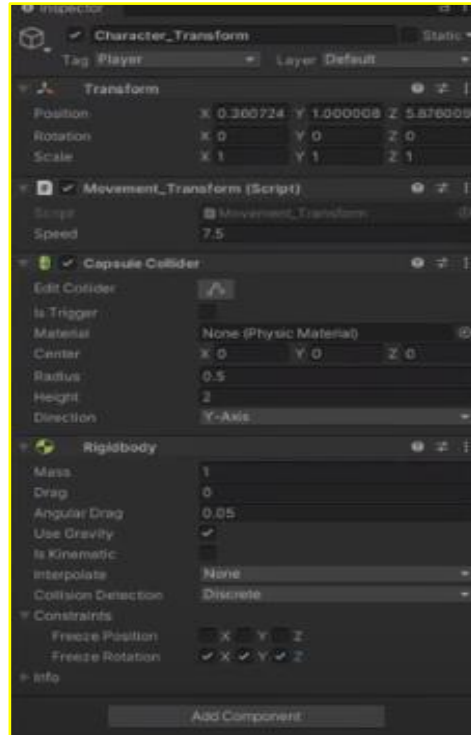 Inspector
Character_Transform Static
Tag Player Layer Default
Transform
Position X 0.360724 Y 1.000008 Z 5.876009
Rotation X 0 Y 0 Z 0
Scale X 1 Y 1 Z 1
Movement_Transform (Script)
Script Movement_Transform
Speed 7.5
Capsule Collider
Edit Collider
Is Trigger
Material None (Physic Material)
Center X 0 Y 0 Z 0
Radius 0.5
Height 2
Direction Y-Axis
Rigidbody
Mass 1
Drag 0
Angular Drag 0.05
Use Gravity
Is Kinematic
Interpolate None
Collision Detection Discrete
Constraints
Freeze Position X Y Z
Freeze Rotation X Y Z
Info
Add Component